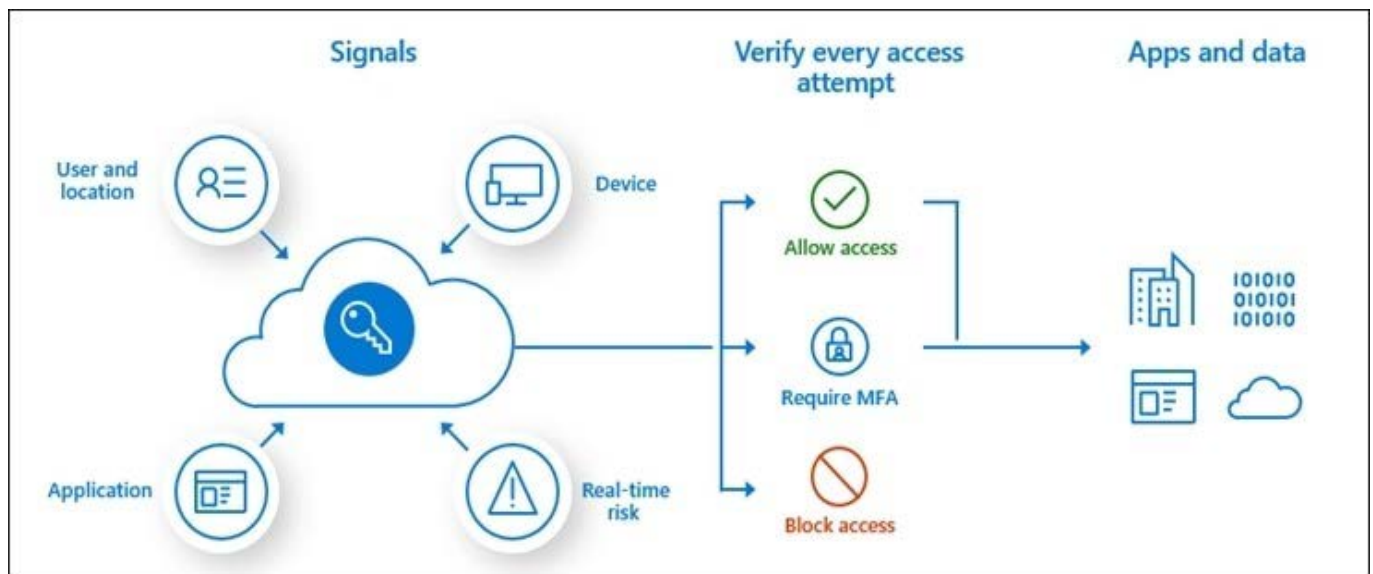 Signals
Verify every access
attempt
Apps and data
User and
location
Device
Allow access
101010
010101
101010
Require MFA
Application
Real-time
risk
Block access